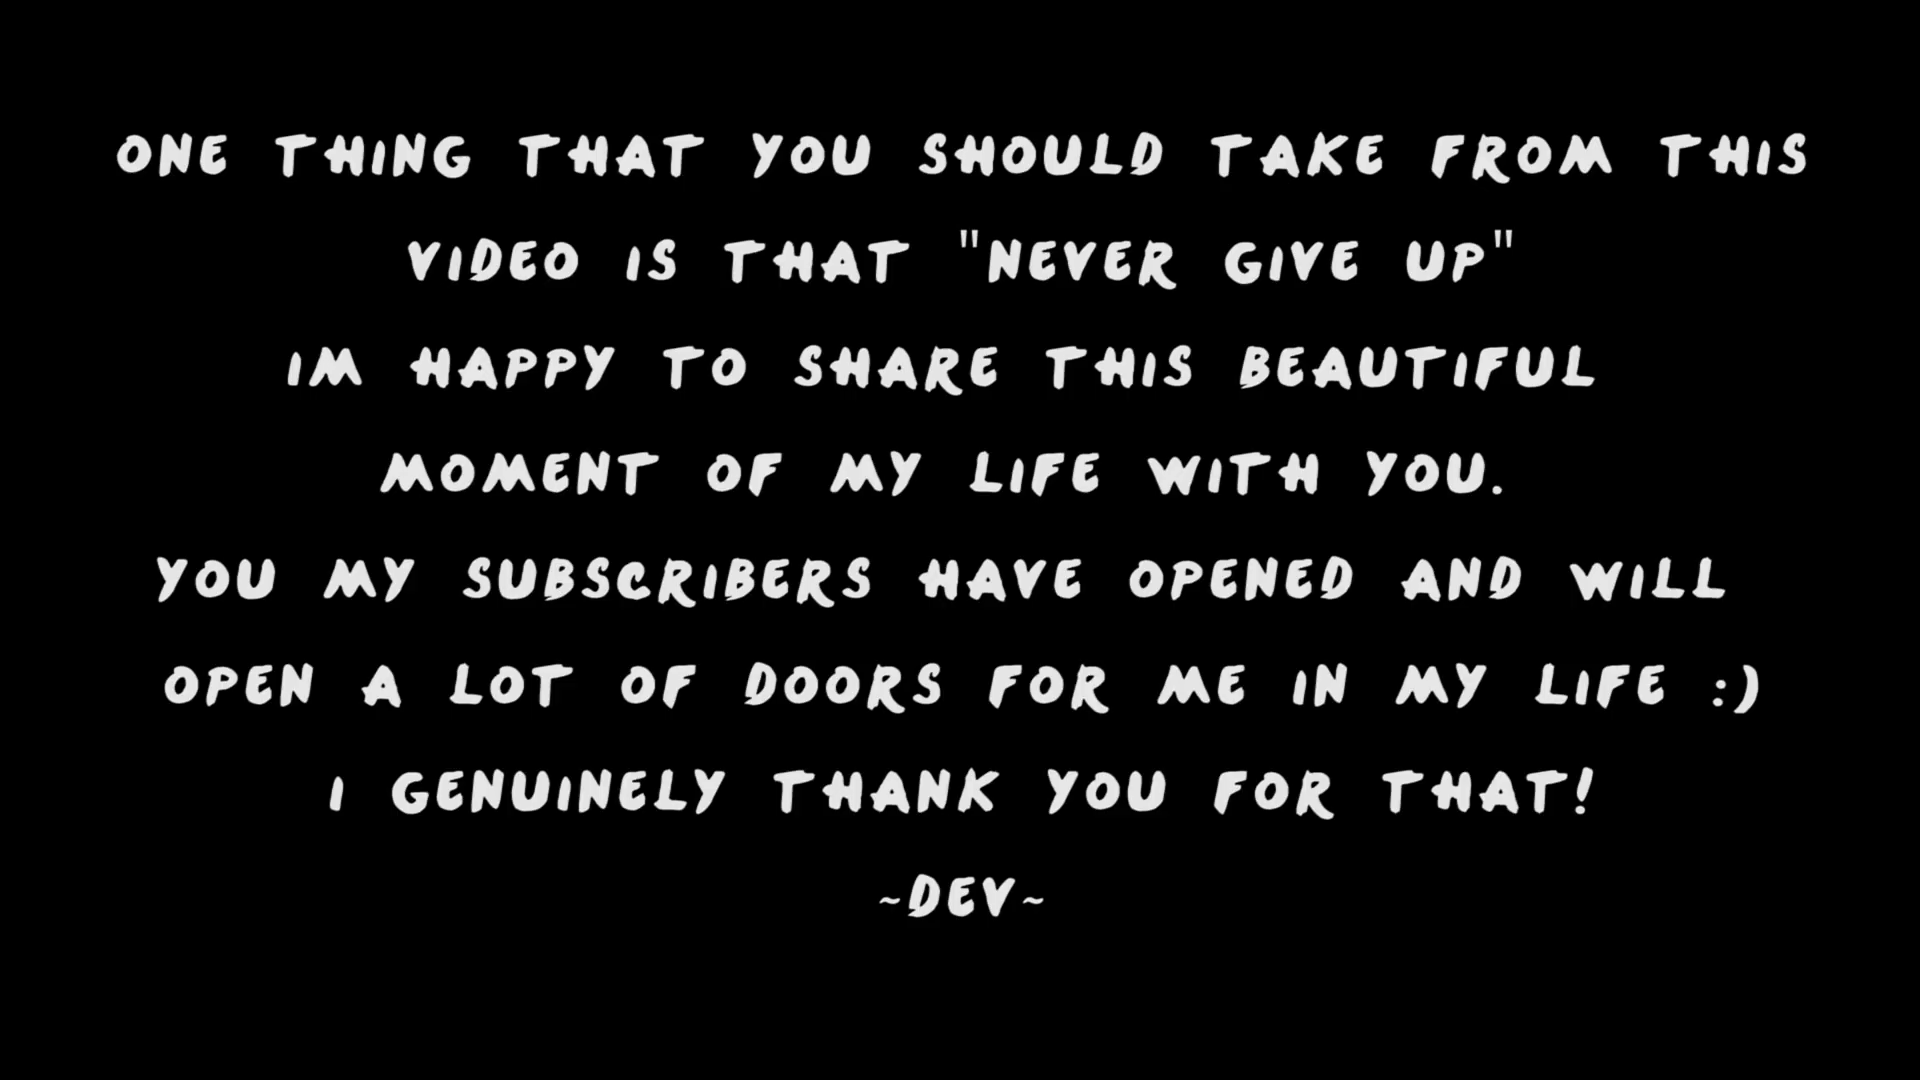 ONE THING THAT YOU SHOULD TAKE FROM THIS
VIDEO IS THAT "NEVER GIVE UP"
IM HAPPY TO SHARE THIS BEAUTIFUL
MOMENT OF MY LIFE WITH YOU.
YOU MY SUBSCRIBERS HAVE OPENED AND WILL
OPEN A LOT OF DOORS FOR ME IN MY LIFE :)
I GENUINELY THANK YOU FOR THAT!
~DEV~